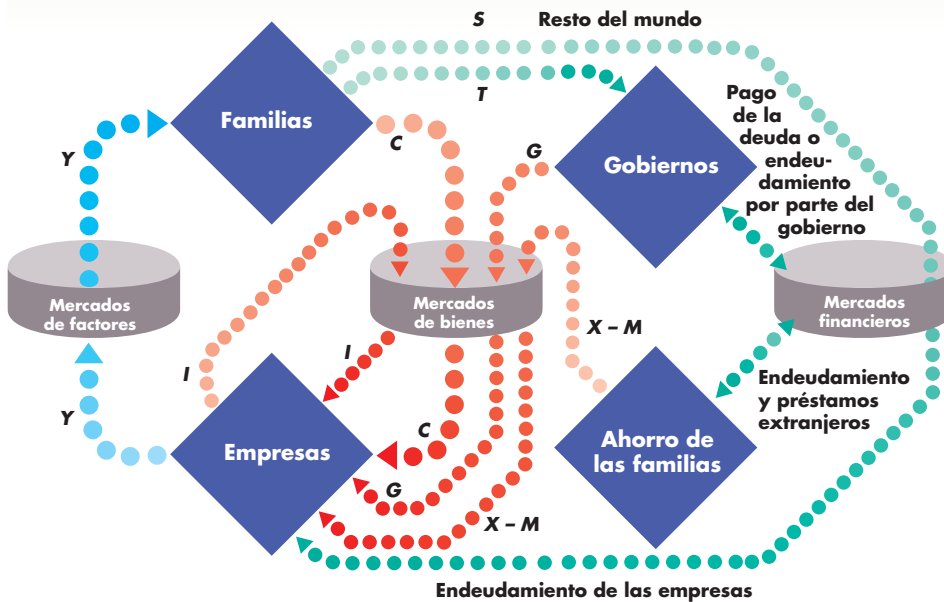 S
Resto del mundo
T
Familias
C
Y
G
Gobiernos
Pago
de la
deuda o
endeu-
damiento
por parte del
gobierno
Mercados
de factores
Mercados
de bienes
Mercados
financieros
X – M
I
I
Y
C
Empresas
G
X – M
Ahorro de
las familias
Endeudamiento
y préstamos
extranjeros
Endeudamiento de las empresas